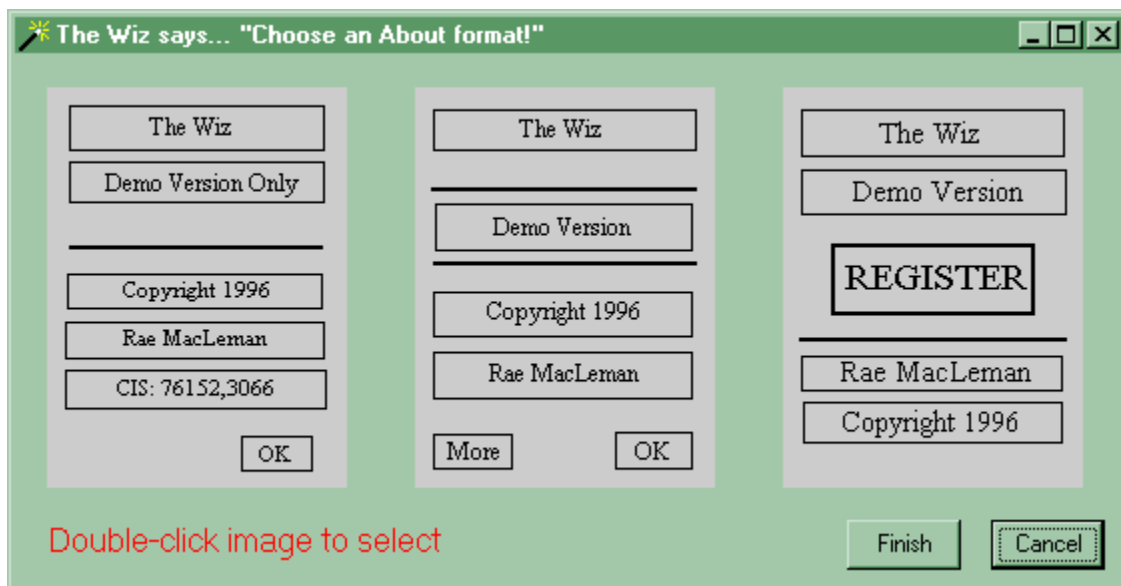 The Wiz says... "Choose an About format!"
The Wiz
Demo Version Only
Copyright 1996
Rae MacLeman
CIS: 76152,3066
OK
The Wiz
Demo Version
Copyright 1996
Rae MacLeman
More
OK
The Wiz
Demo Version
REGISTER
Rae MacLeman
Copyright 1996
Double-click image to select
Finish
Cancel